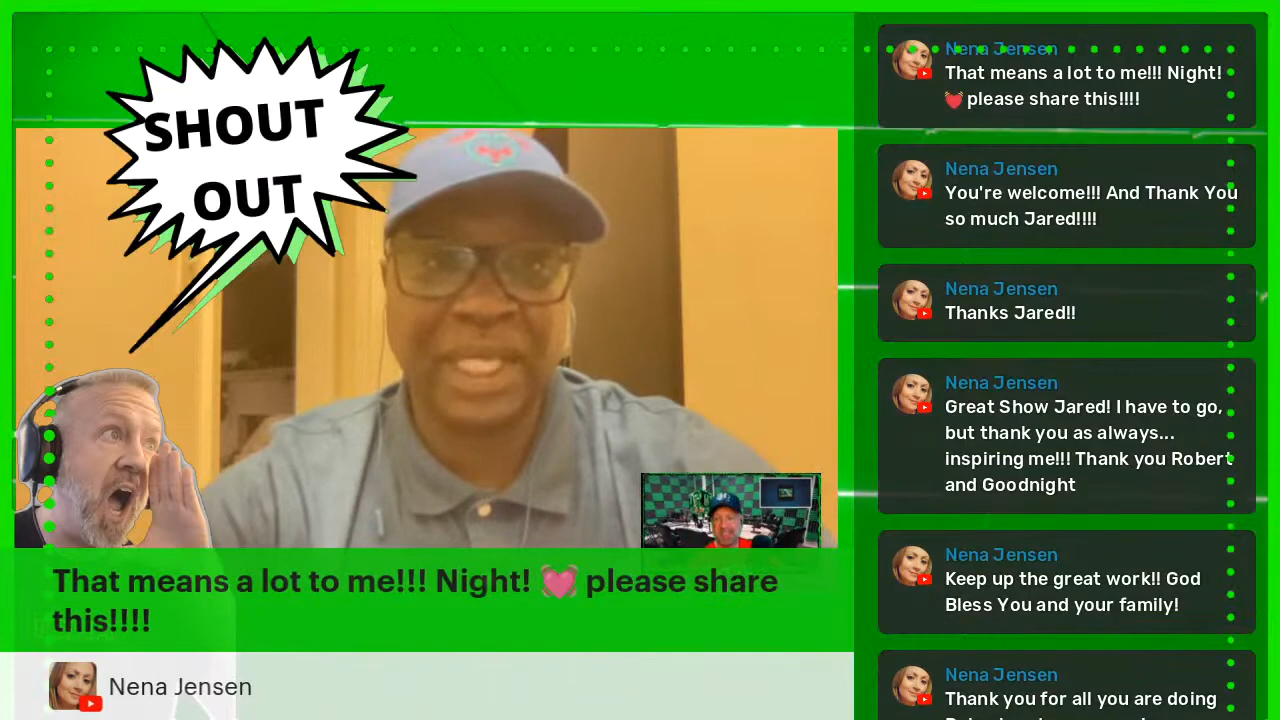 SHOUT
OUT
That means a lot to me!!! Night! 💓 please share
this!!!!
Nena Jensen
Nena Jensen
That means a lot to me!!! Night!
💓 please share this!!!!
Nena Jensen
You're welcome!!! And Thank You
so much Jared!!!!
Nena Jensen
Thanks Jared!!
Nena Jensen
Great Show Jared! I have to go,
but thank you as always...
inspiring me!!! Thank you Robert
and Goodnight
Nena Jensen
Keep up the great work!! God
Bless You and your family!
Nena Jensen
Thank you for all you are doing